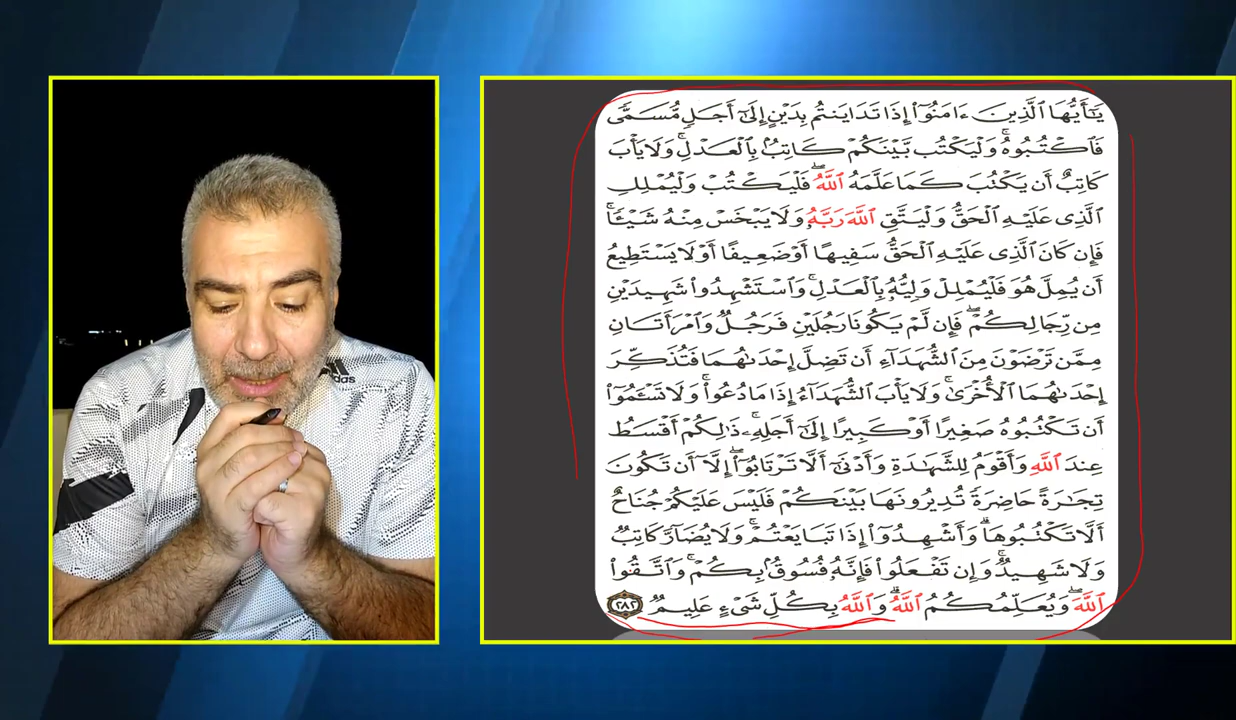 يَٰٓأَيُّهَا ٱلَّذِينَ ءَامَنُوٓا۟ إِذَا تَدَايَنتُم بِدَيْنٍ إِلَىٰٓ أَجَلٍ مُّسَمًّى
فَٱكْتُبُوهُ ۚ وَلْيَكْتُب بَّيْنَكُمْ كَاتِبٌۢ بِٱلْعَدْلِ ۚ وَلَا يَأْبَ
كَاتِبٌ أَن يَكْتُبَ كَمَا عَلَّمَهُ ٱللَّهُ ۚ فَلْيَكْتُبْ وَلْيُمْلِلِ
ٱلَّذِى عَلَيْهِ ٱلْحَقُّ وَلْيَتَّقِ ٱللَّهَ رَبَّهُۥ وَلَا يَبْخَسْ مِنْهُ شَيْـًٔا ۚ
فَإِن كَانَ ٱلَّذِى عَلَيْهِ ٱلْحَقُّ سَفِيهًا أَوْ ضَعِيفًا أَوْ لَا يَسْتَطِيعُ
أَن يُمِلَّ هُوَ فَلْيُمْلِلْ وَلِيُّهُۥ بِٱلْعَدْلِ ۚ وَٱسْتَشْهِدُوا۟ شَهِيدَيْنِ
مِن رِّجَالِكُمْ ۖ فَإِن لَّمْ يَكُونَا رَجُلَيْنِ فَرَجُلٌ وَٱمْرَأَتَانِ
مِمَّن تَرْضَوْنَ مِنَ ٱلشُّهَدَآءِ أَن تَضِلَّ إِحْدَىٰهُمَا فَتُذَكِّرَ
إِحْدَىٰهُمَا ٱلْأُخْرَىٰ ۚ وَلَا يَأْبَ ٱلشُّهَدَآءُ إِذَا مَا دُعُوا۟ ۚ وَلَا تَسْـَٔمُوٓا۟
أَن تَكْتُبُوهُ صَغِيرًا أَوْ كَبِيرًا إِلَىٰٓ أَجَلِهِۦ ۚ ذَٰلِكُمْ أَقْسَطُ
عِندَ ٱللَّهِ وَأَقْوَمُ لِلشَّهَٰدَةِ وَأَدْنَىٰٓ أَلَّا تَرْتَابُوٓا۟ ۖ إِلَّآ أَن تَكُونَ
تِجَٰرَةً حَاضِرَةً تُدِيرُونَهَا بَيْنَكُمْ فَلَيْسَ عَلَيْكُمْ جُنَاحٌ
أَلَّا تَكْتُبُوهَا ۗ وَأَشْهِدُوٓا۟ إِذَا تَبَايَعْتُمْ ۚ وَلَا يُضَآرَّ كَاتِبٌ
وَلَا شَهِيدٌ ۚ وَإِن تَفْعَلُوا۟ فَإِنَّهُۥ فُسُوقٌۢ بِكُمْ ۗ وَٱتَّقُوا۟
ٱللَّهَ ۖ وَيُعَلِّمُكُمُ ٱللَّهُ ۗ وَٱللَّهُ بِكُلِّ شَىْءٍ عَلِيمٌ ٢٨٢